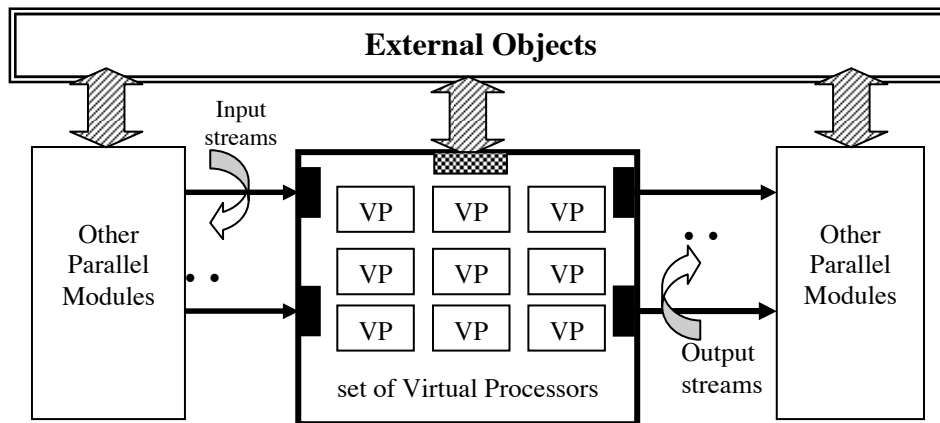 External Objects
Input
streams
Other
Parallel
Modules
VP VP VP
VP VP VP
VP VP VP
set of Virtual Processors
Other
Parallel
Modules
Output
streams